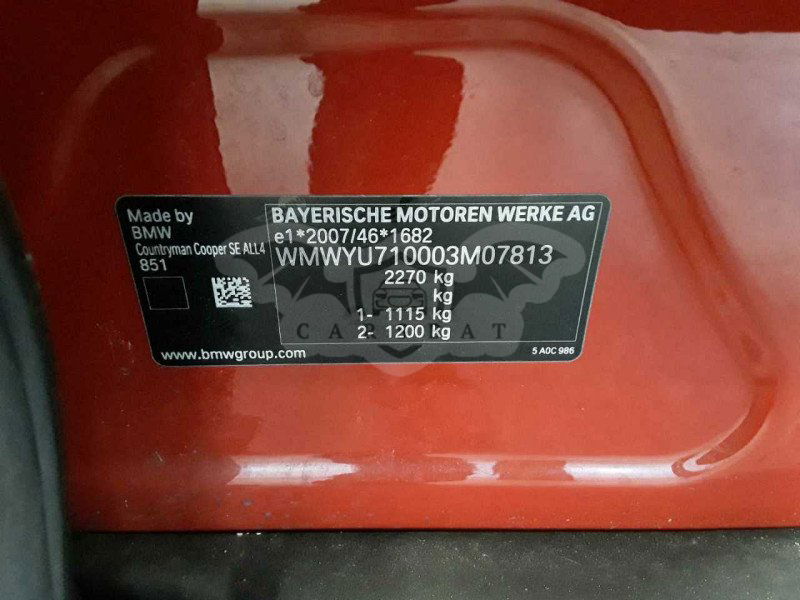 Made by
BMW
Countryman Cooper SE ALL4
851
www.bmwgroup.com
BAYERISCHE MOTOREN WERKE AG
e1*2007/46*1682
WMWYU710003M07813
2270 kg
kg
1- 1115 kg
2- 1200 kg
5 A0C 986